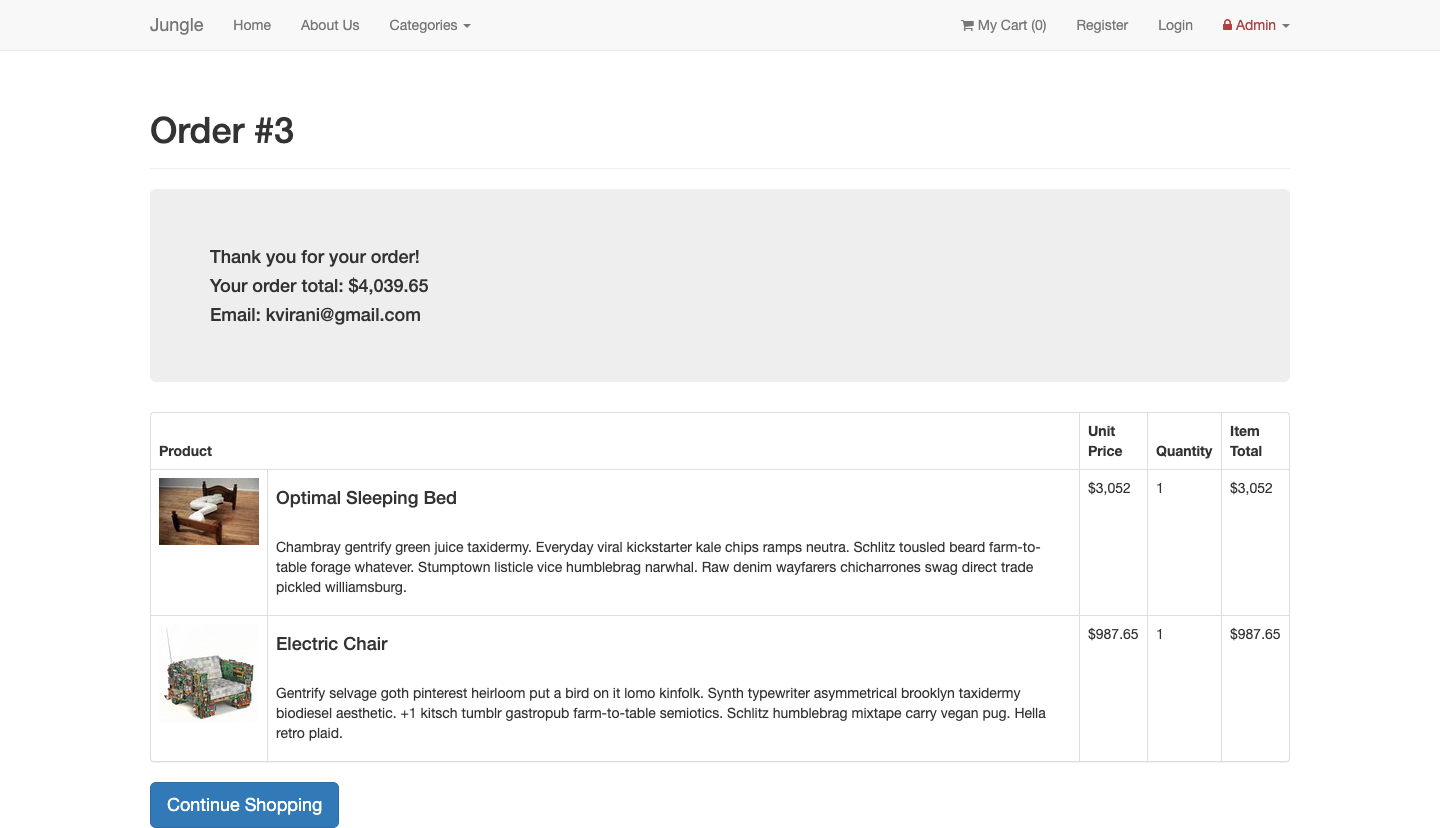 Jungle Home About Us Categories My Cart (0) Register Login Admin
Order #3
Thank you for your order!
Your order total: $4,039.65
Email: kvirani@gmail.com
Product Unit Price Quantity Item Total
Optimal Sleeping Bed $3,052 1 $3,052
Chambray gentrify green juice taxidermy. Everyday viral kickstarter kale chips ramps neutra. Schlitz tousled beard farm-to-
table forage whatever. Stumptown listicle vice humblebrag narwhal. Raw denim wayfarers chicharrones swag direct trade
pickled williamsburg.
Electric Chair $987.65 1 $987.65
Gentrify selvage goth pinterest heirloom put a bird on it lomo kinfolk. Synth typewriter asymmetrical brooklyn taxidermy
biodiesel aesthetic. +1 kitsch tumblr gastropub farm-to-table semiotics. Schlitz humblebrag mixtape carry vegan pug. Hella
retro plaid.
Continue Shopping